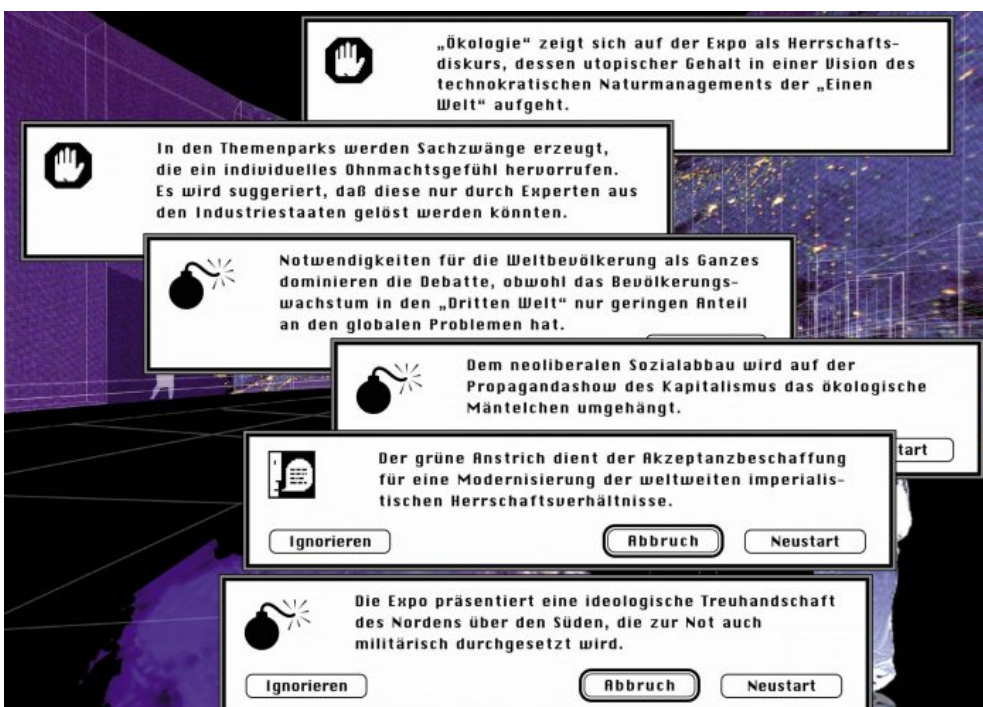 „Ökologie“ zeigt sich auf der Expo als Herrschafts-
diskurs, dessen utopischer Gehalt in einer Vision des
technokratischen Naturmanagements der „Einen
Welt“ aufgeht.
In den Themenparks werden Sachzwänge erzeugt,
die ein individuelles Ohnmachtsgefühl hervorrufen.
Es wird suggeriert, daß diese nur durch Experten aus
den Industriestaaten gelöst werden könnten.
Notwendigkeiten für die Weltbevölkerung als Ganzes
dominieren die Debatte, obwohl das Bevölkerungs-
wachstum in den „Dritten Welt“ nur geringen Anteil
an den globalen Problemen hat.
Dem neoliberalen Sozialabbau wird auf der
Propagandashow des Kapitalismus das ökologische
Mäntelchen umgehängt.
tart
Der grüne Anstrich dient der Akzeptanzbeschaffung
für eine Modernisierung der weltweiten imperialis-
tischen Herrschaftsverhältnisse.
Ignorieren Abbruch Neustart
Die Expo präsentiert eine ideologische Treuhandschaft
des Nordens über den Süden, die zur Not auch
militärisch durchgesetzt wird.
Ignorieren Abbruch Neustart